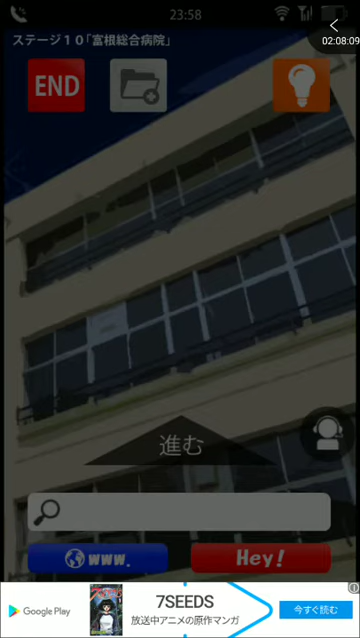 23:58
02:08:09
ステージ１０「富根総合病院」
END
進む
www.
Hey!
Google Play
7SEEDS
放送中アニメの原作マンガ
今すぐ読む